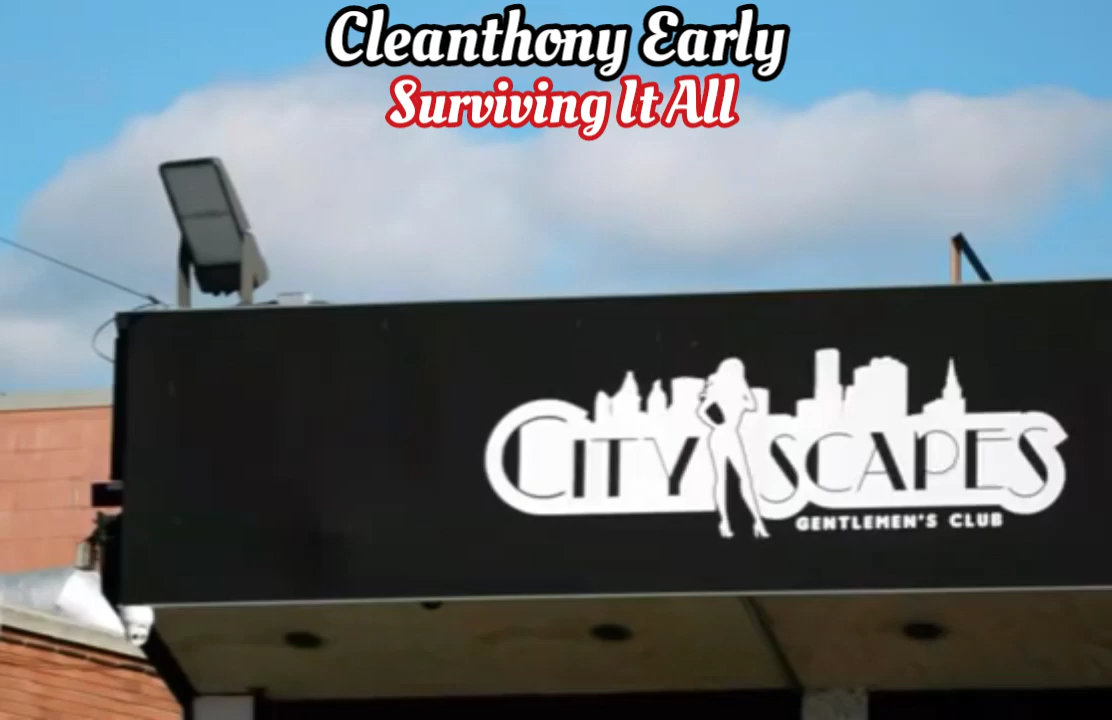 Cleanthony Early
Surviving It All
CITY SCAPES
GENTLEMEN'S CLUB